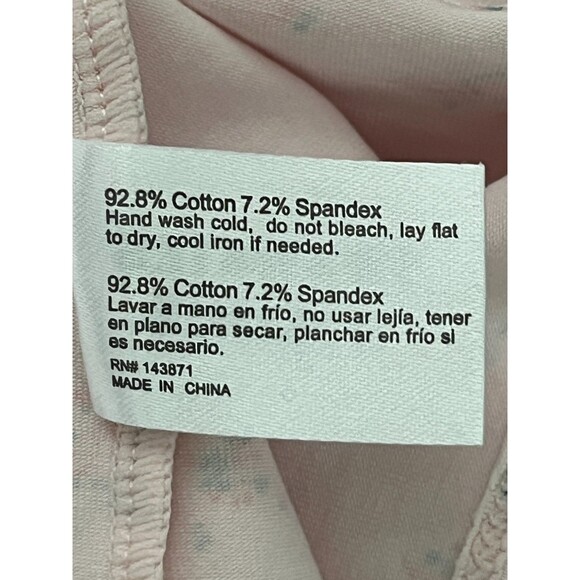 92.8% Cotton 7.2% Spandex
Hand wash cold, do not bleach, lay flat
to dry, cool iron if needed.
92.8% Cotton 7.2% Spandex
Lavar a mano en frío, no usar lejía, tener
en plano para secar, planchar en frío si
es necesario.
RN# 143871
MADE IN CHINA